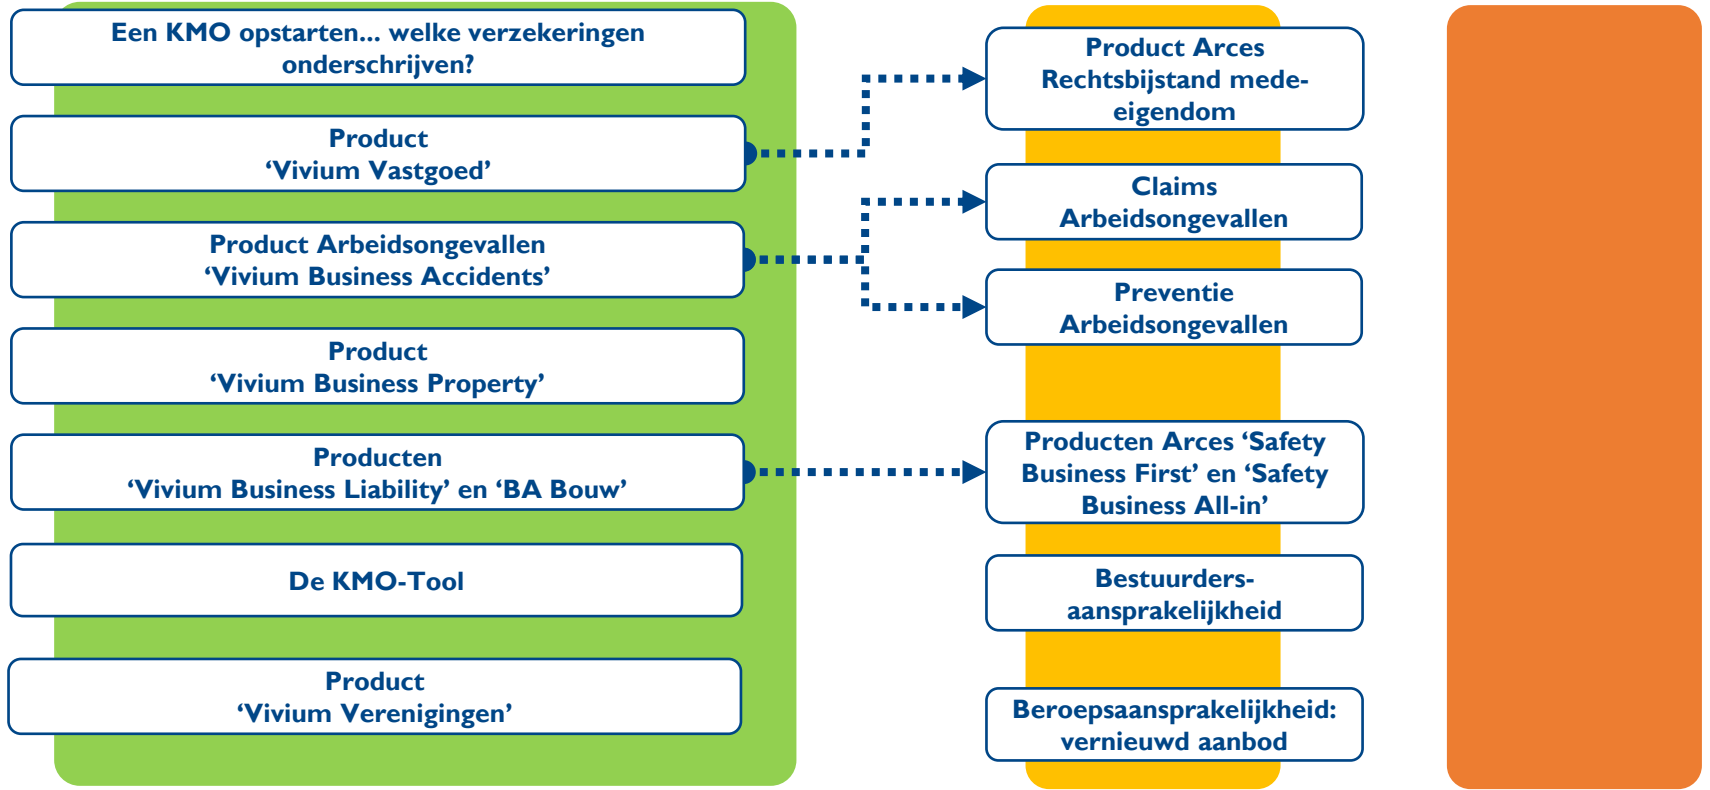 Een KMO opstarten... welke verzekeringen
onderschrijven?
Product
‘Vivium Vastgoed’
Product Arbeidsongevallen
‘Vivium Business Accidents’
Product
‘Vivium Business Property’
Producten
‘Vivium Business Liability’ en ‘BA Bouw’
De KMO-Tool
Product
‘Vivium Verenigingen’
Product Arces
Rechtsbijstand mede-
eigendom
Claims
Arbeidsongevallen
Preventie
Arbeidsongevallen
Producten Arces ‘Safety
Business First’ en ‘Safety
Business All-in’
Bestuurders-
aansprakelijkheid
Beroepsaansprakelijkheid:
vernieuwd aanbod